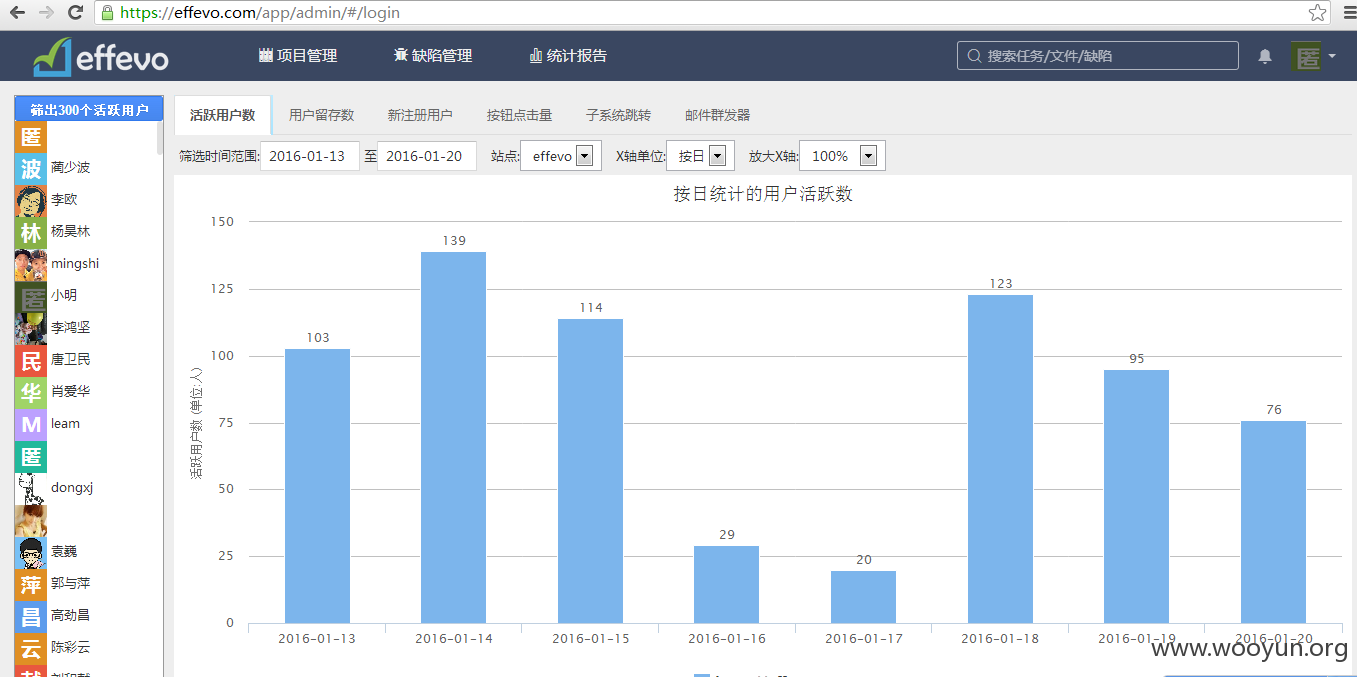 https://effevo.com/app/admin/#/login
effevo
项目管理
缺陷管理
统计报告
搜索任务/文件/缺陷
匿
筛出300个活跃用户
匿
波 蔺少波
李欧
林 杨昊林
mingshi
匿 小明
李鸿坚
民 唐卫民
华 肖爱华
M leam
匿
dongxj
袁巍
萍 郭与萍
昌 高劲昌
云 陈彩云
活跃用户数
用户留存数
新注册用户
按钮点击量
子系统跳转
邮件群发器
筛选时间范围: 2016-01-13 至 2016-01-20 站点: effevo X轴单位: 按日 放大X轴: 100%
按日统计的用户活跃数
活跃用户数 (单位:人)
150
125
100
75
50
25
0
103
139
114
29
20
123
95
76
2016-01-13
2016-01-14
2016-01-15
2016-01-16
2016-01-17
2016-01-18
2016-01-19
2016-01-20
www.wooyun.org